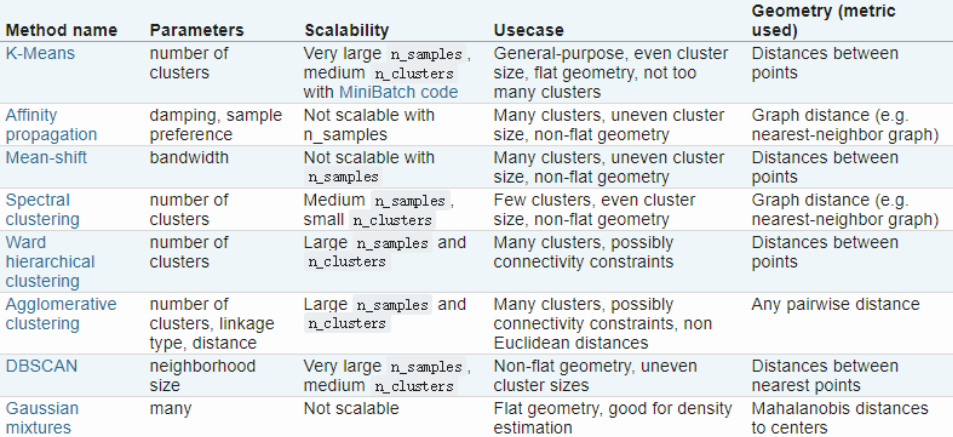 Method name Parameters Scalability Usecase Geometry (metric used)
K-Means number of clusters Very large n_samples, medium n_clusters with MiniBatch code General-purpose, even cluster size, flat geometry, not too many clusters Distances between points
Affinity propagation damping, sample preference Not scalable with n_samples Many clusters, uneven cluster size, non-flat geometry Graph distance (e.g. nearest-neighbor graph)
Mean-shift bandwidth Not scalable with n_samples Many clusters, uneven cluster size, non-flat geometry Distances between points
Spectral clustering number of clusters Medium n_samples, small n_clusters Few clusters, even cluster size, non-flat geometry Graph distance (e.g. nearest-neighbor graph)
Ward hierarchical clustering number of clusters Large n_samples and n_clusters Many clusters, possibly connectivity constraints Distances between points
Agglomerative clustering number of clusters, linkage type, distance Large n_samples and n_clusters Many clusters, possibly connectivity constraints, non Euclidean distances Any pairwise distance
DBSCAN neighborhood size Very large n_samples, medium n_clusters Non-flat geometry, uneven cluster sizes Distances between nearest points
Gaussian mixtures many Not scalable Flat geometry, good for density estimation Mahalanobis distances to centers